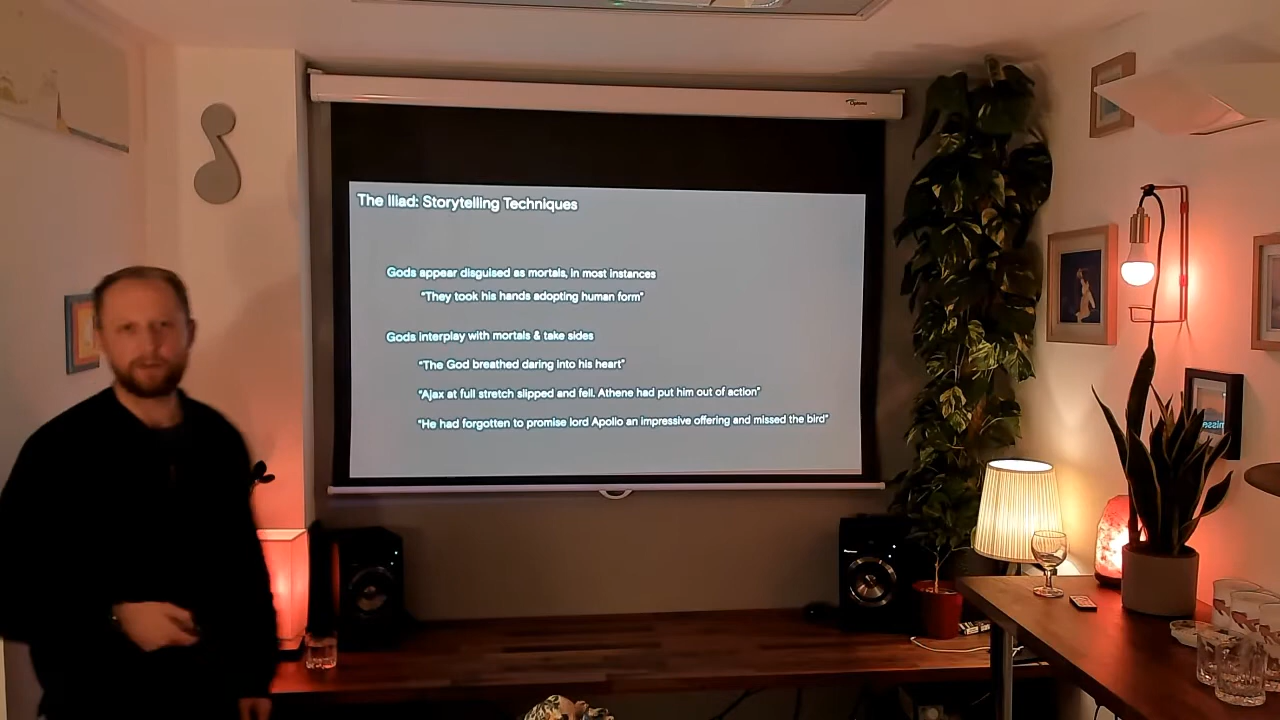 Optoma
The Iliad: Storytelling Techniques
Gods appear disguised as mortals, in most instances
"They took his hands adopting human form"
Gods interplay with mortals & take sides
"The God breathed daring into his heart"
"Ajax at full stretch slipped and fell. Athene had put him out of action"
"He had forgotten to promise lord Apollo an impressive offering and missed the bird"